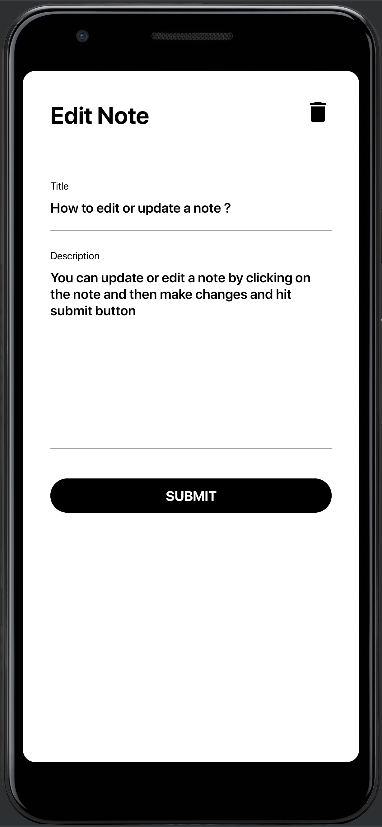 Edit Note
Title
How to edit or update a note ?
Description
You can update or edit a note by clicking on
the note and then make changes and hit
submit button
SUBMIT